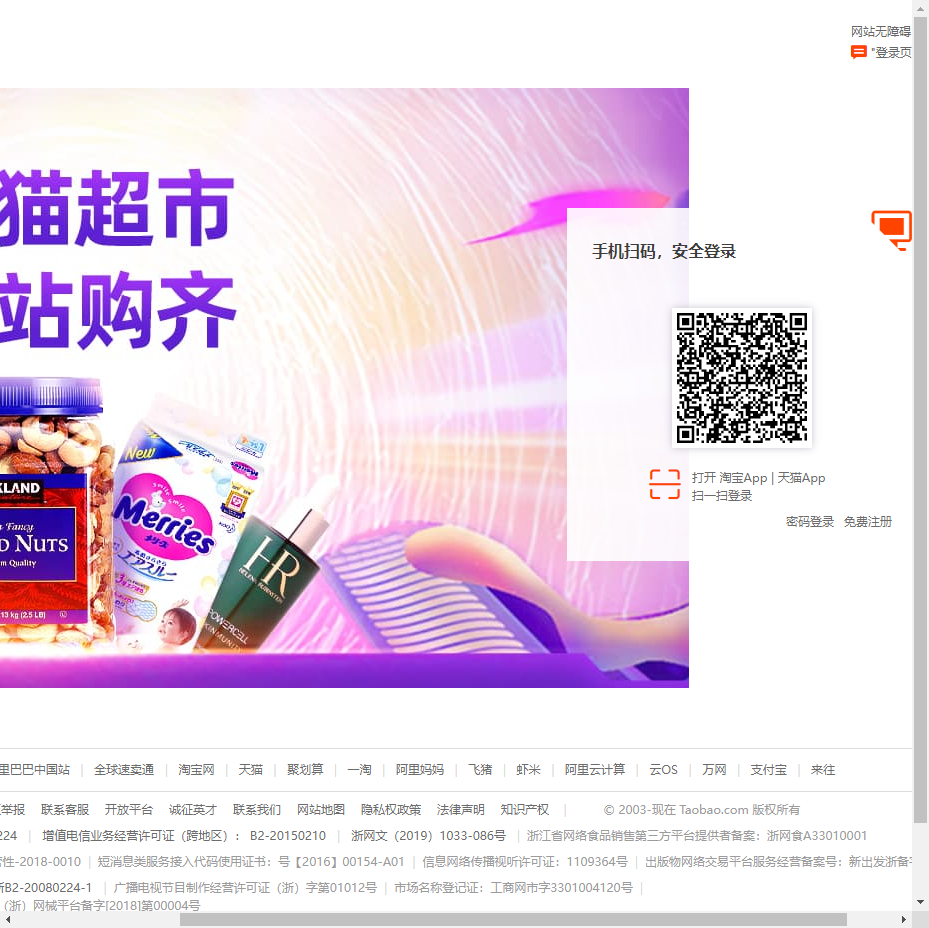 网站无障碍
"登录页
猫超市
站购齐
手机扫码，安全登录
打开 淘宝App | 天猫App
扫一扫登录
密码登录 免费注册
New
smile smile
Merries
メリーズ
エアスルー
KLAND
Fancy
D NUTS
m Quality
13 kg (2.5 LB)
HR
HELENA RUBINSTEIN
POWERCELL
SKINMUNITY
里巴巴中国站 | 全球速卖通 | 淘宝网 | 天猫 | 聚划算 | 一淘 | 阿里妈妈 | 飞猪 | 虾米 | 阿里云计算 | 云OS | 万网 | 支付宝 | 来往
举报 联系客服 开放平台 诚征英才 联系我们 网站地图 隐私权政策 法律声明 知识产权 | © 2003-现在 Taobao.com 版权所有
224 | 增值电信业务经营许可证（跨地区）： B2-20150210 | 浙网文（2019）1033-086号 | 浙江省网络食品销售第三方平台提供者备案：浙网食A33010001
性-2018-0010 | 短消息类服务接入代码使用证书：号【2016】00154-A01 | 信息网络传播视听许可证：1109364号 | 出版物网络交易平台服务经营备案号：新出发浙备字
浙B2-20080224-1 | 广播电视节目制作经营许可证（浙）字第01012号 | 市场名称登记证：工商网市字3301004120号 |
（浙）网械平台备字[2018]第00004号